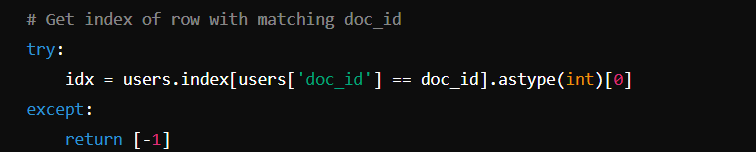 # Get index of row with matching doc_id
try:
    idx = users.index[users['doc_id'] == doc_id].astype(int)[0]
except:
    return [-1]